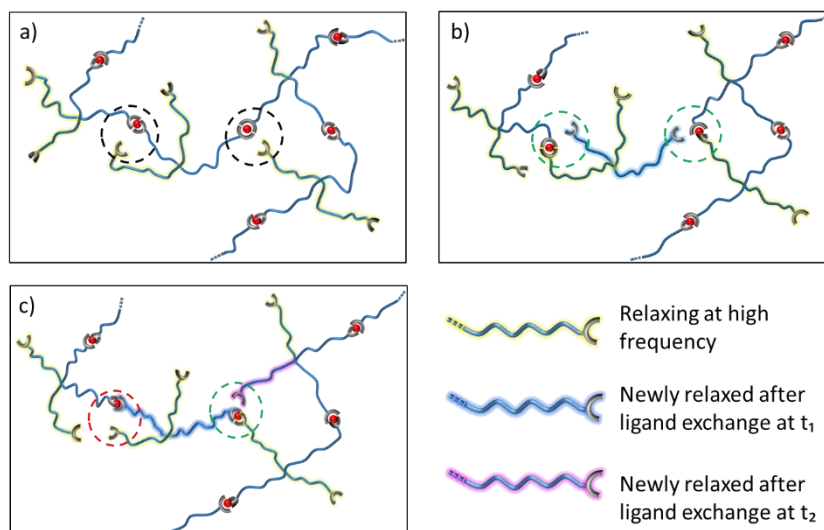 a)
b)
c)
Relaxing at high
frequency
Newly relaxed after
ligand exchange at t₁
Newly relaxed after
ligand exchange at t₂